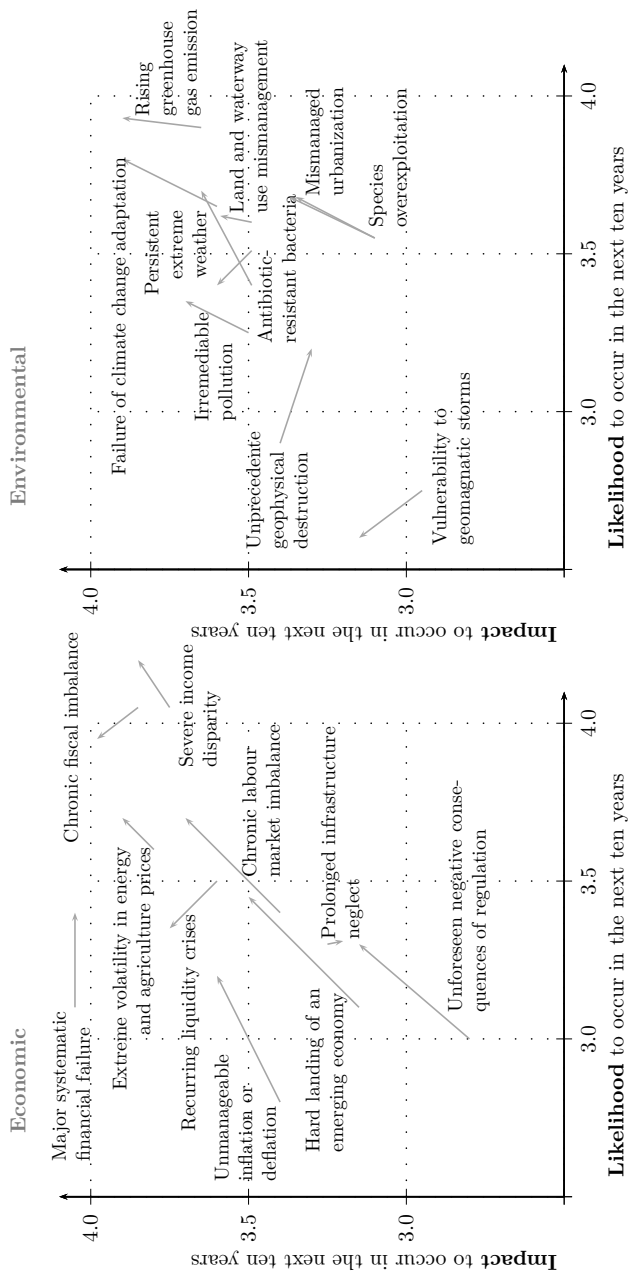 Economic
Major systematic
financial failure
Chronic fiscal imbalance
Extreme volatility in energy
and agriculture prices
Recurring liquidity crises
Severe income
disparity
Unmanageable
inflation or
deflation
Chronic labour
market imbalance
Hard landing of an
emerging economy
Prolonged infrastructure
neglect
Unforeseen negative conse-
quences of regulation
4.0
3.5
3.0
3.0
3.5
4.0
Impact to occur in the next ten years
Likelihood to occur in the next ten years
Environmental
Failure of climate change adaptation
Rising
greenhouse
gas emission
Persistent
extreme
weather
Land and waterway
use mismanagement
Irremediable
pollution
Antibiotic-
resistant bacteria
Mismanaged
urbanization
Unprecedente
geophysical
destruction
Species
overexploitation
Vulnerability to
geomagnatic storms
4.0
3.5
3.0
3.0
3.5
4.0
Impact to occur in the next ten years
Likelihood to occur in the next ten years